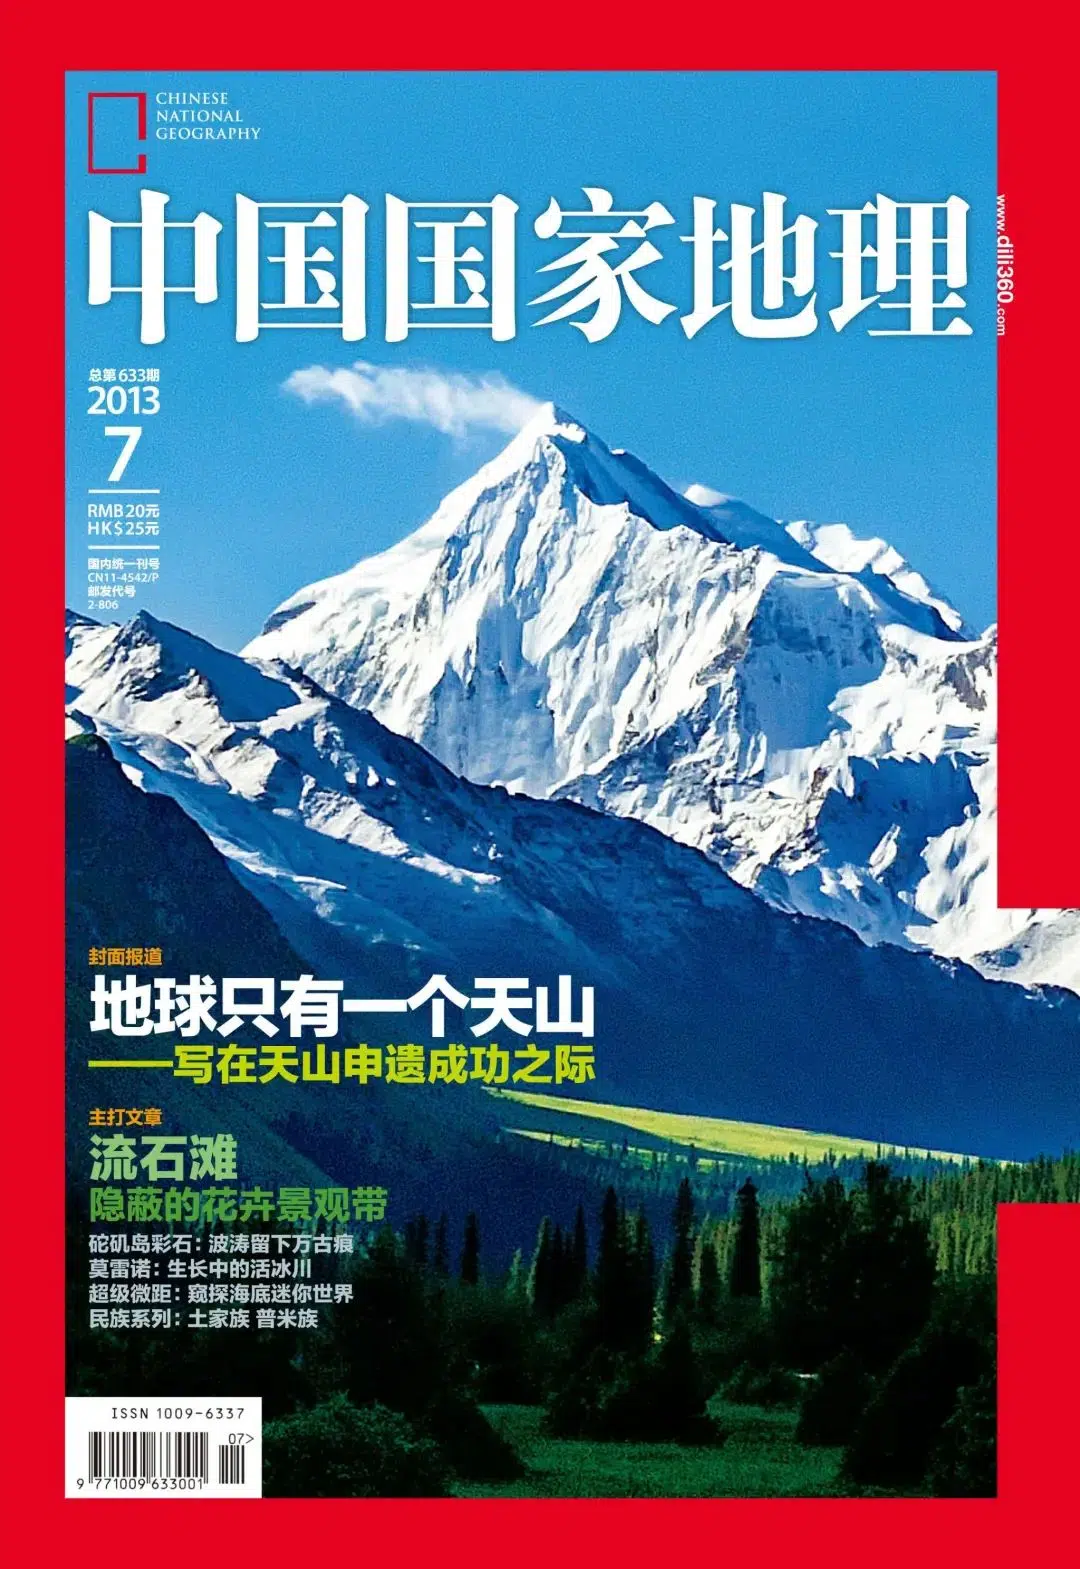 CHINESE
NATIONAL
GEOGRAPHY
中国国家地理
www.dili360.com
总第633期
2013
7
RMB20元
HK$25元
国内统一刊号
CN11-4542/P
邮发代号
2-806
封面报道
地球只有一个天山
——写在天山申遗成功之际
主打文章
流石滩
隐蔽的花卉景观带
砣矶岛彩石:波涛留下万古痕
莫雷诺:生长中的活冰川
超级微距:窥探海底迷你世界
民族系列:土家族 普米族
ISSN 1009-6337
07>
9 771009 633001